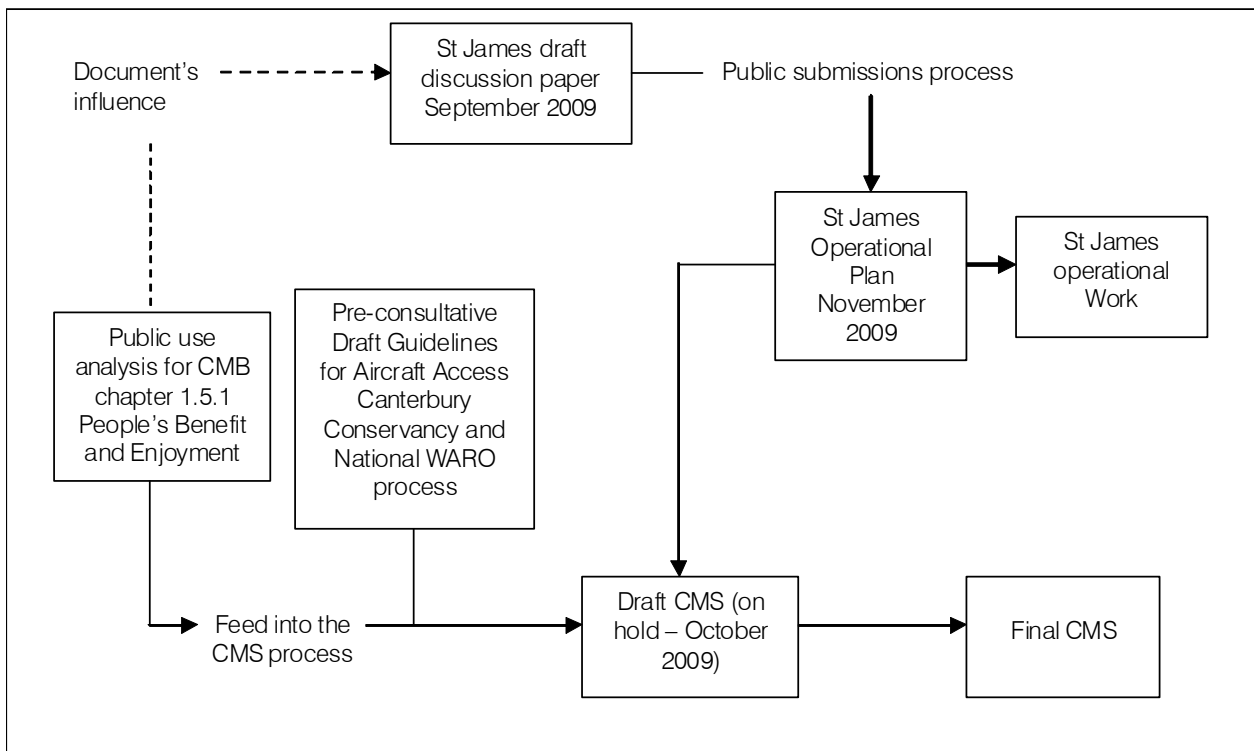 Document's
influence
St James draft
discussion paper
September 2009
Public submissions process
St James
Operational
Plan
November
2009
St James
operational
Work
Public use
analysis for CMB
chapter 1.5.1
People's Benefit
and Enjoyment
Pre-consultative
Draft Guidelines
for Aircraft Access
Canterbury
Conservancy and
National WARO
process
Feed into the
CMS process
Draft CMS (on
hold – October
2009)
Final CMS